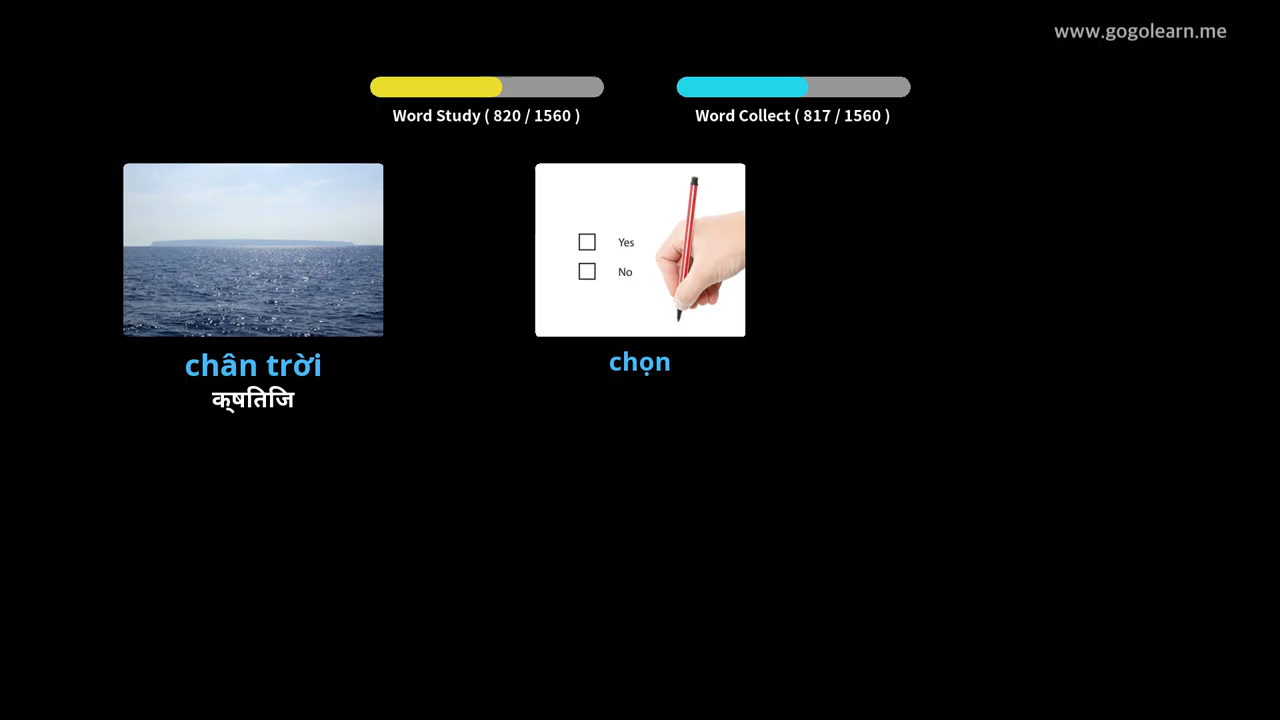 www.gogolearn.me
Word Study ( 820 / 1560 )
Word Collect ( 817 / 1560 )
Yes
No
chân trời
chọn
क्षतिजि